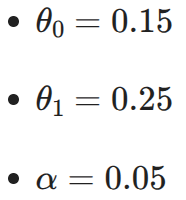 • θ₀ = 0.15
• θ₁ = 0.25
• α = 0.05